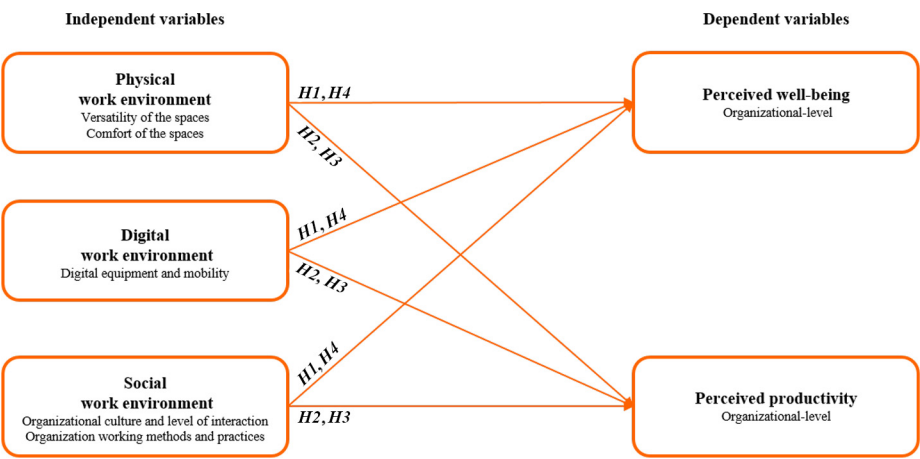 Independent variables
Dependent variables
Physical
work environment
Versatility of the spaces
Comfort of the spaces
H1, H4
H2, H3
Perceived well-being
Organizational-level
Digital
work environment
Digital equipment and mobility
H1, H4
H2, H3
Social
work environment
Organizational culture and level of interaction
Organization working methods and practices
H1, H4
H2, H3
Perceived productivity
Organizational-level